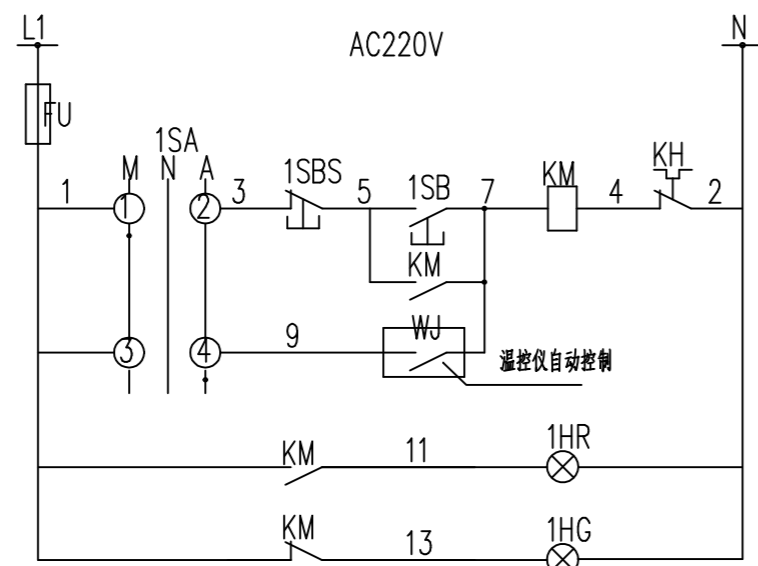 L1 AC220V N
FU
1SA
M N A
1 1 2 3 1SBS 5 1SB 7 KM 4 KH 2
KM
3 4 9 WJ
温控仪自动控制
KM 11 1HR
KM 13 1HG